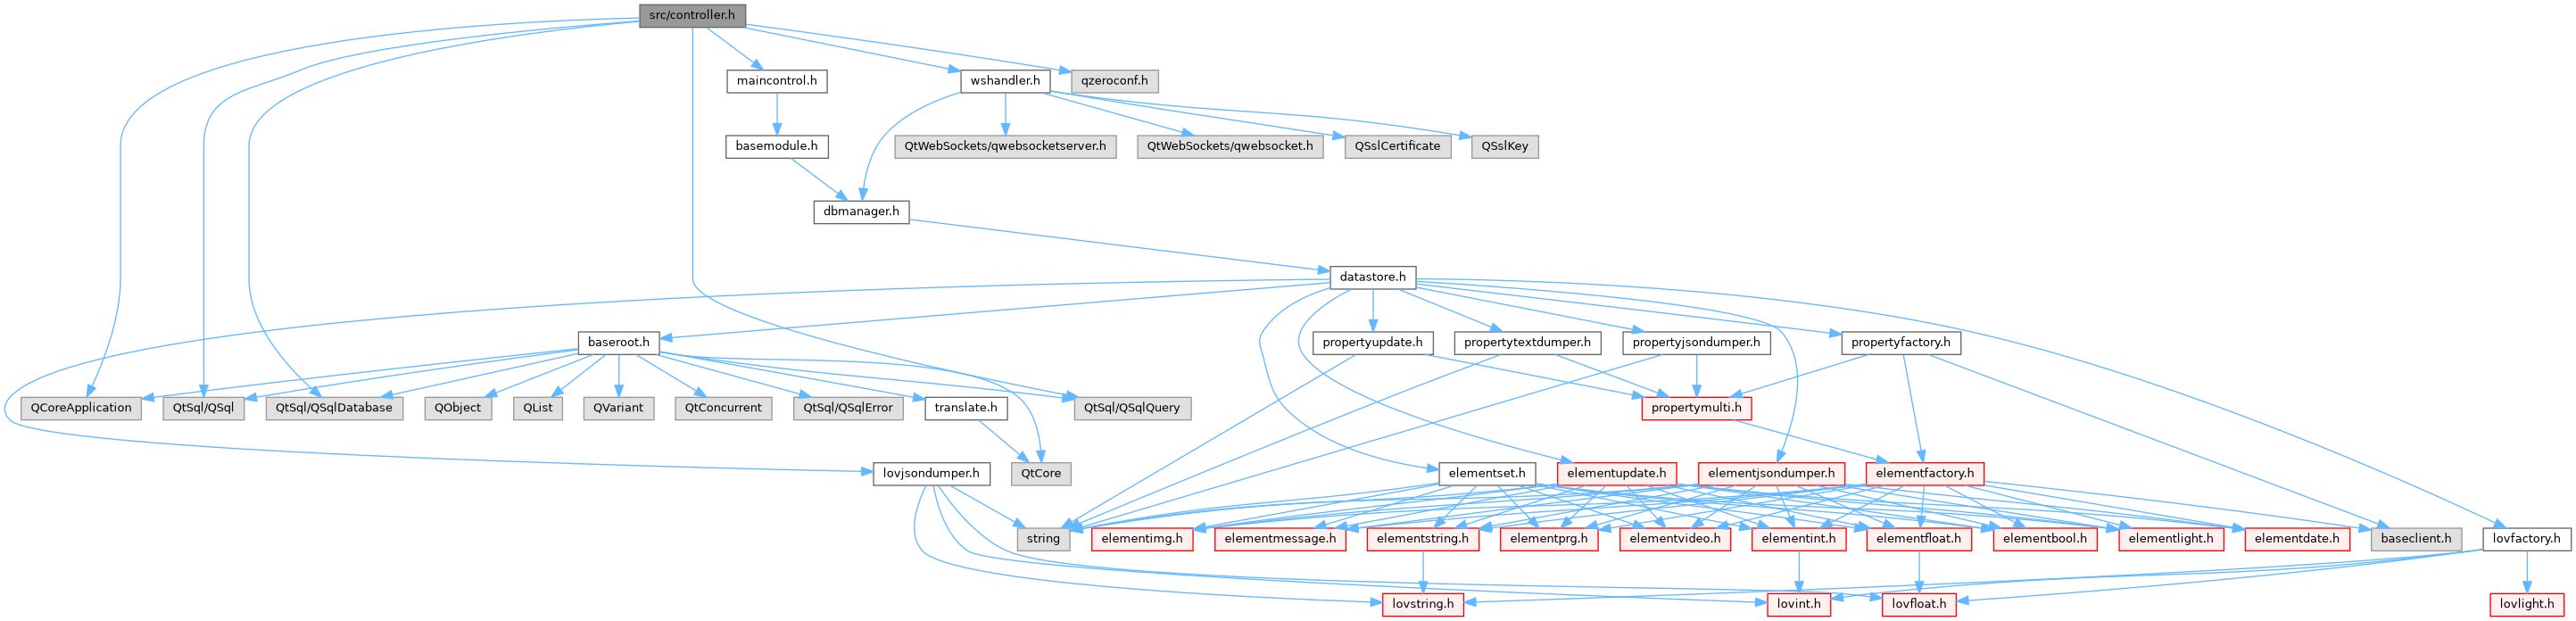 src/controller.h
maincontrol.h
wshandler.h
qzeroconf.h
basemodule.h
QtWebSockets/qwebsocketserver.h
QtWebSockets/qwebsocket.h
QSslCertificate
QSslKey
dbmanager.h
datastore.h
baseroot.h
propertyupdate.h
propertytextdumper.h
propertyjsondumper.h
propertyfactory.h
QCoreApplication
QtSql/QSql
QtSql/QSqlDatabase
QObject
QList
QVariant
QtConcurrent
QtSql/QSqlError
translate.h
QtSql/QSqlQuery
propertymulti.h
lovjsondumper.h
QtCore
elementset.h
elementupdate.h
elementjsondumper.h
elementfactory.h
string
elementimg.h
elementmessage.h
elementstring.h
elementprg.h
elementvideo.h
elementint.h
elementfloat.h
elementbool.h
elementlight.h
elementdate.h
baseclient.h
lovfactory.h
lovstring.h
lovint.h
lovfloat.h
lovlight.h